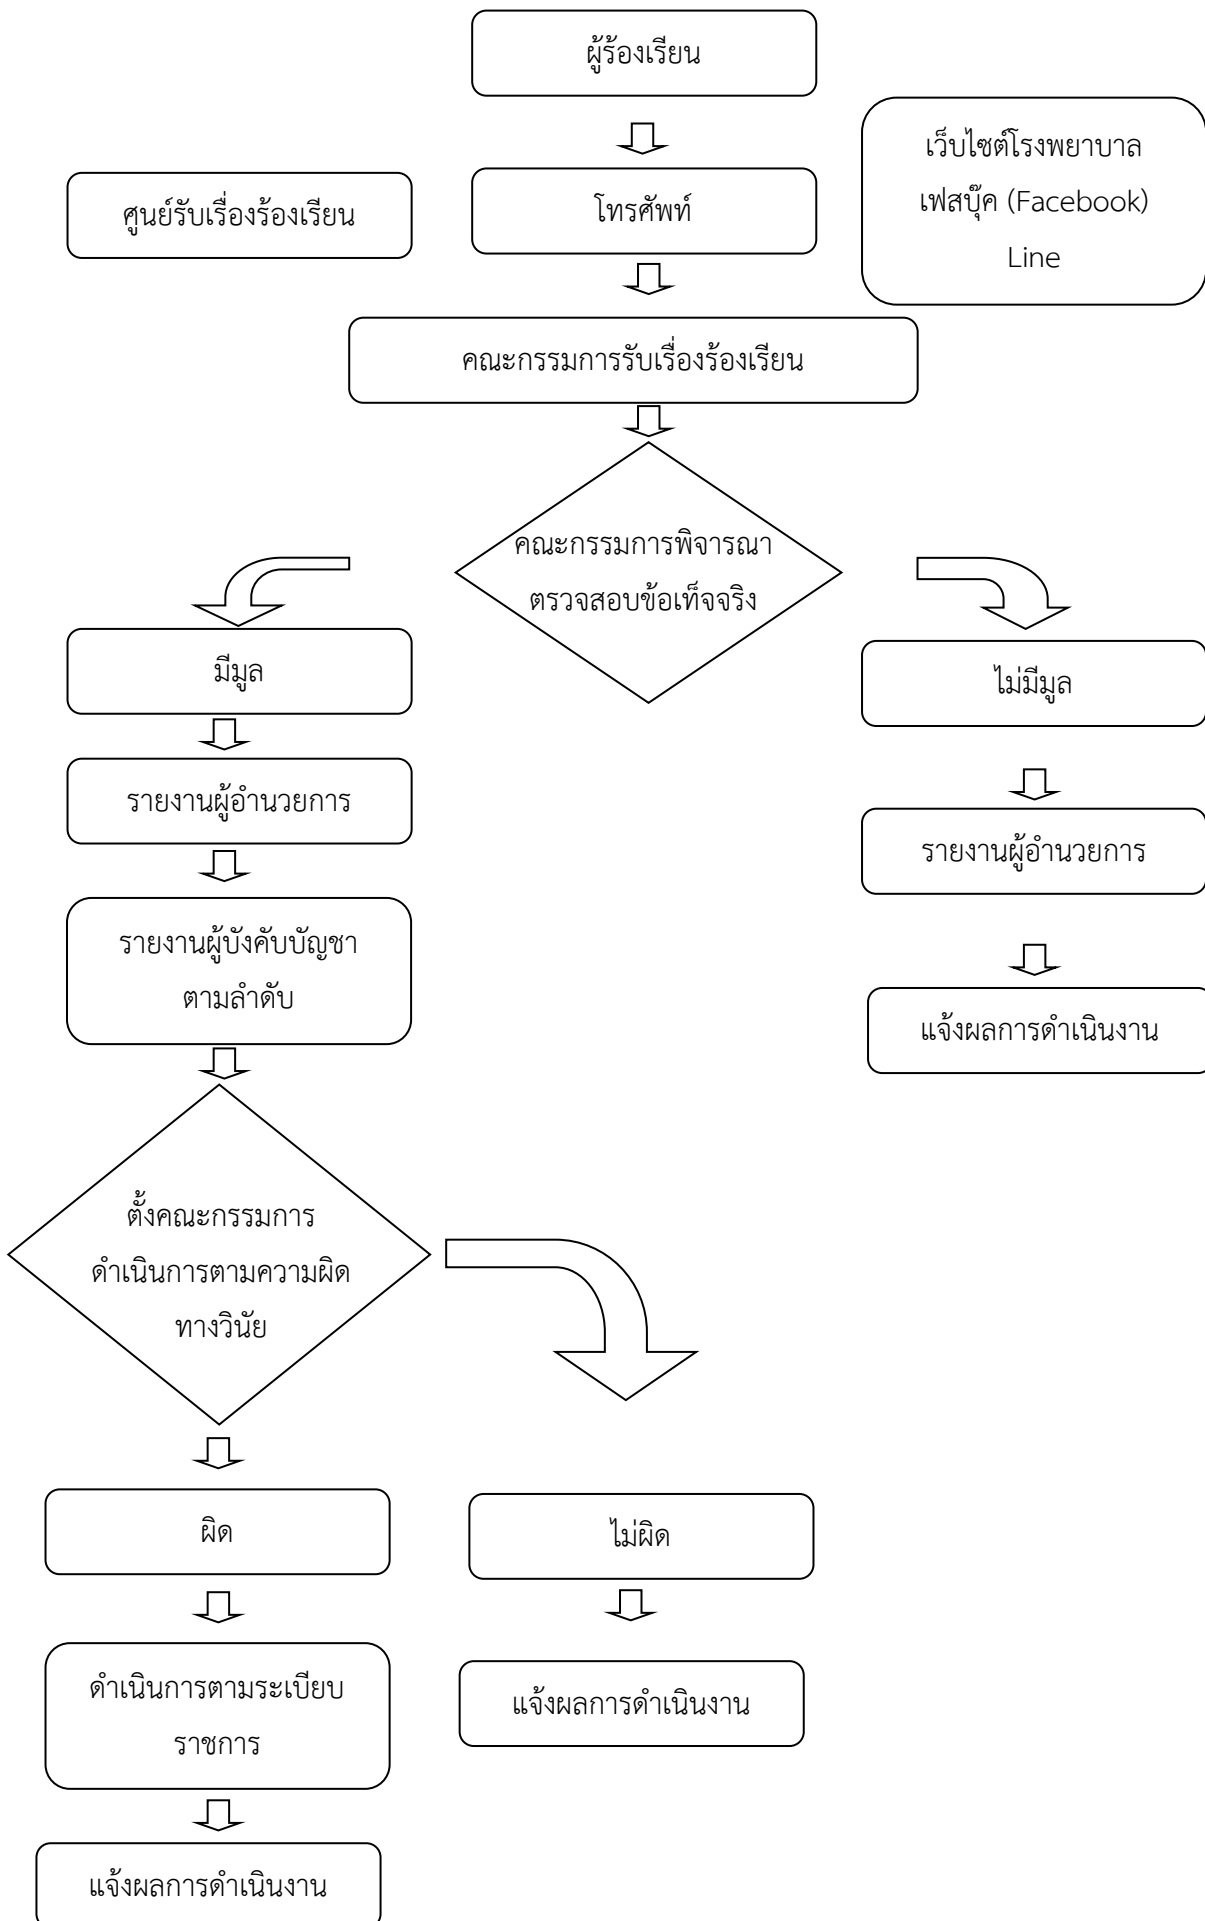 ผู้ร้องเรียน
ศูนย์รับเรื่องร้องเรียน
โทรศัพท์
เว็บไซต์โรงพยาบาล
เฟสบุ๊ค (Facebook)
Line
คณะกรรมการรับเรื่องร้องเรียน
คณะกรรมการพิจารณา
ตรวจสอบข้อเท็จจริง
มีมูล
ไม่มีมูล
รายงานผู้อำนวยการ
รายงานผู้อำนวยการ
รายงานผู้บังคับบัญชา
ตามลำดับ
แจ้งผลการดำเนินงาน
ตั้งคณะกรรมการ
ดำเนินการตามความผิด
ทางวินัย
ผิด
ไม่ผิด
ดำเนินการตามระเบียบ
ราชการ
แจ้งผลการดำเนินงาน
แจ้งผลการดำเนินงาน